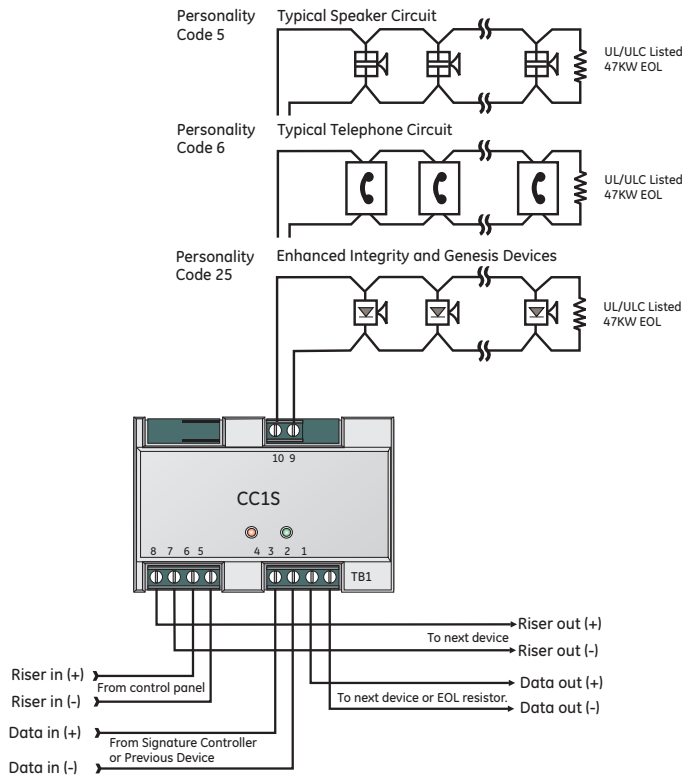 Personality Code 5
Typical Speaker Circuit
UL/ULC Listed
47KW EOL
Personality Code 6
Typical Telephone Circuit
UL/ULC Listed
47KW EOL
Personality Code 25
Enhanced Integrity and Genesis Devices
UL/ULC Listed
47KW EOL
10 9
CC1S
8 7 6 5
4 3 2 1
TB1
Riser out (+)
To next device
Riser out (-)
Riser in (+)
From control panel
Riser in (-)
Data out (+)
To next device or EOL resistor.
Data out (-)
Data in (+)
From Signature Controller
or Previous Device
Data in (-)